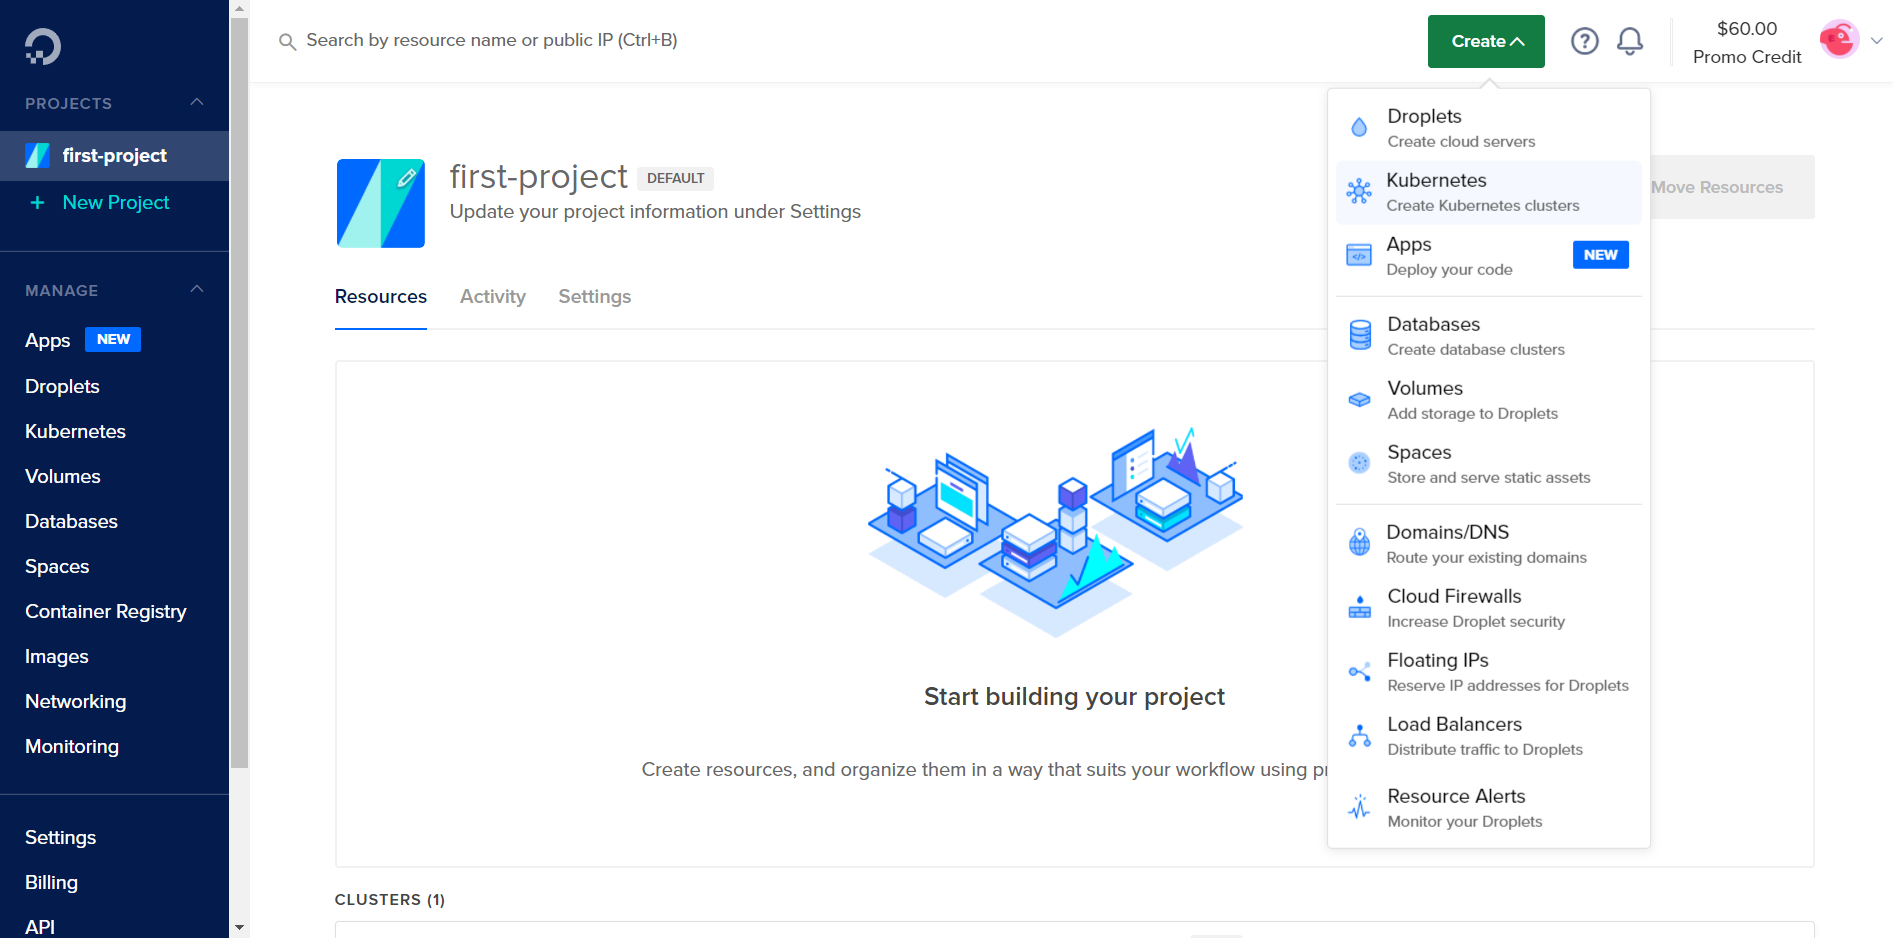 PROJECTS
first-project
+ New Project
MANAGE
Apps NEW
Droplets
Kubernetes
Volumes
Databases
Spaces
Container Registry
Images
Networking
Monitoring
Settings
Billing
API
Search by resource name or public IP (Ctrl+B)
Create
?
$60.00
Promo Credit
first-project DEFAULT
Update your project information under Settings
Move Resources
Resources Activity Settings
Start building your project
Create resources, and organize them in a way that suits your workflow using
CLUSTERS (1)
Droplets
Create cloud servers
Kubernetes
Create Kubernetes clusters
Apps NEW
Deploy your code
Databases
Create database clusters
Volumes
Add storage to Droplets
Spaces
Store and serve static assets
Domains/DNS
Route your existing domains
Cloud Firewalls
Increase Droplet security
Floating IPs
Reserve IP addresses for Droplets
Load Balancers
Distribute traffic to Droplets
Resource Alerts
Monitor your Droplets